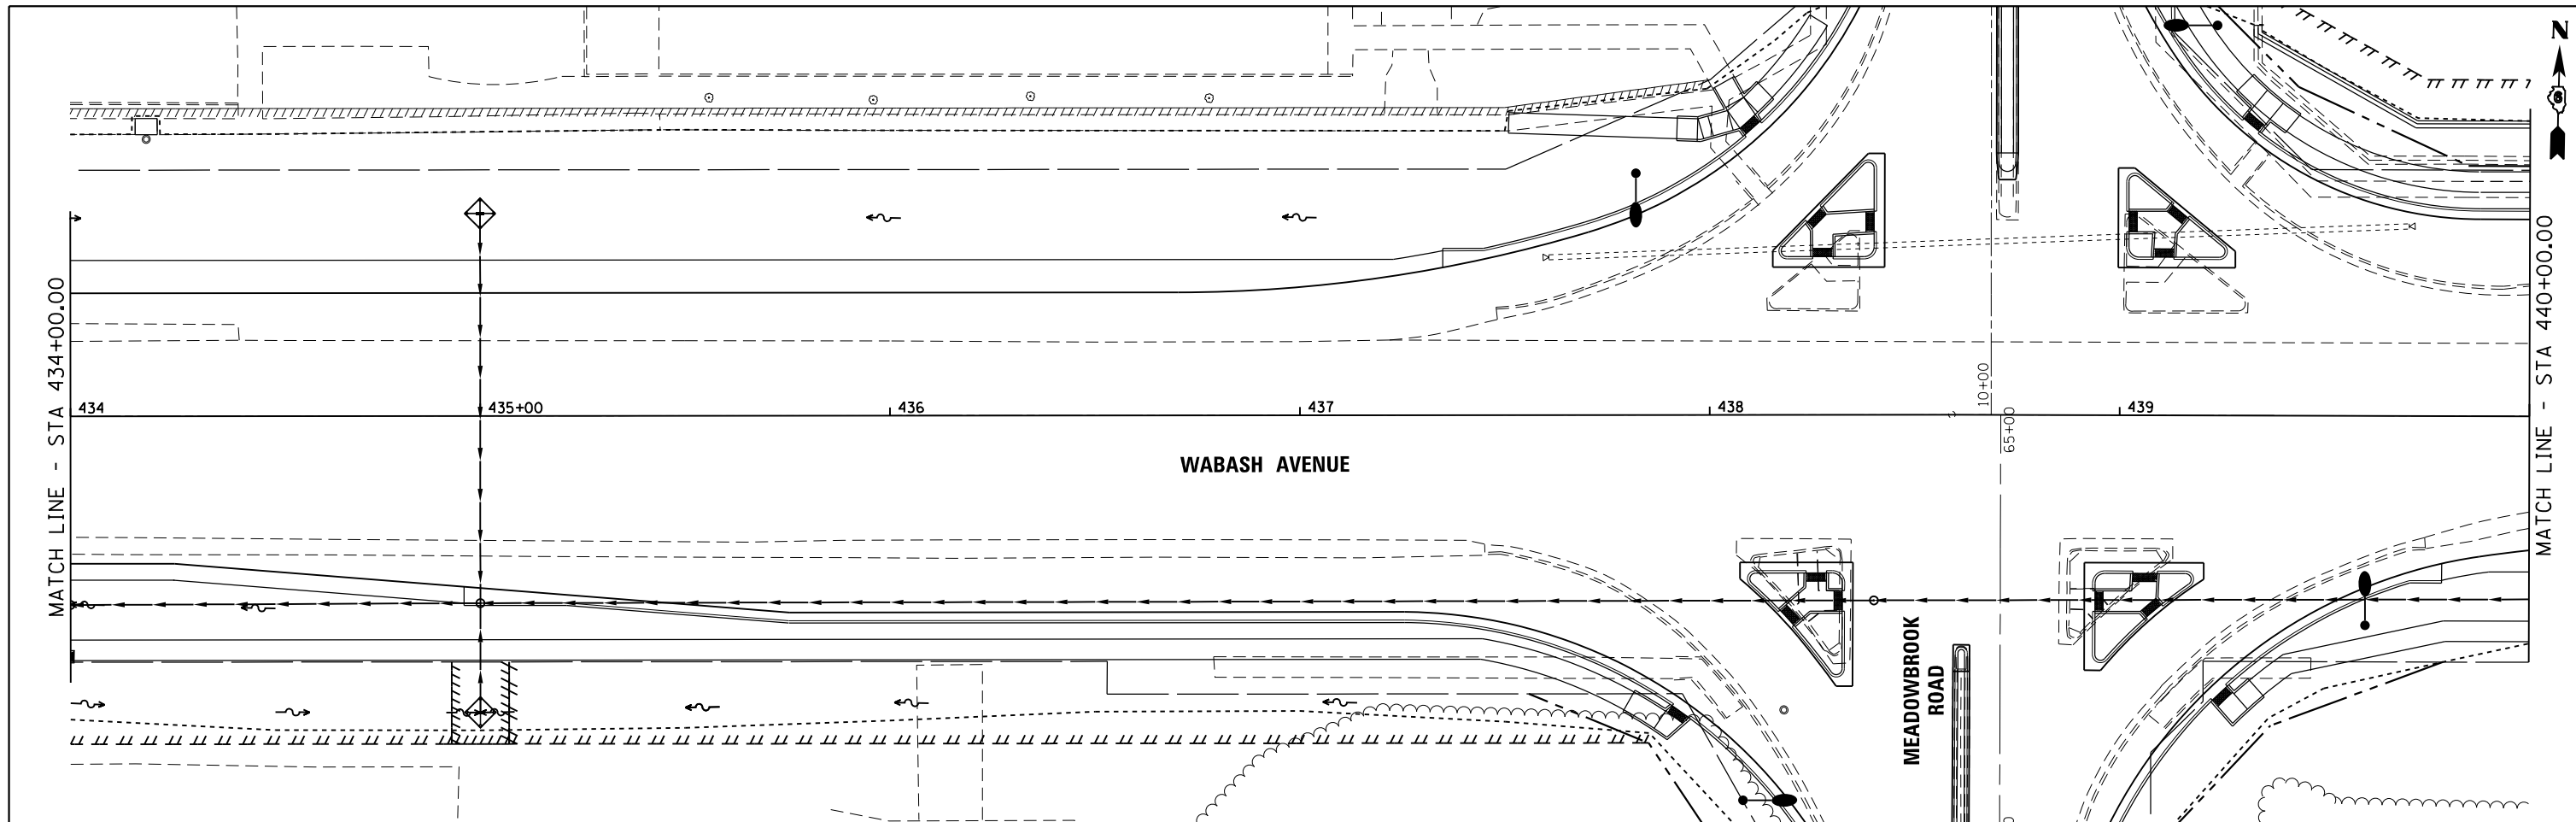 N
MATCH LINE - STA 434+00.00
MATCH LINE - STA 440+00.00
10+00
434
435+00
436
437
438
439
65+00
WABASH AVENUE
MEADOWBROOK
ROAD